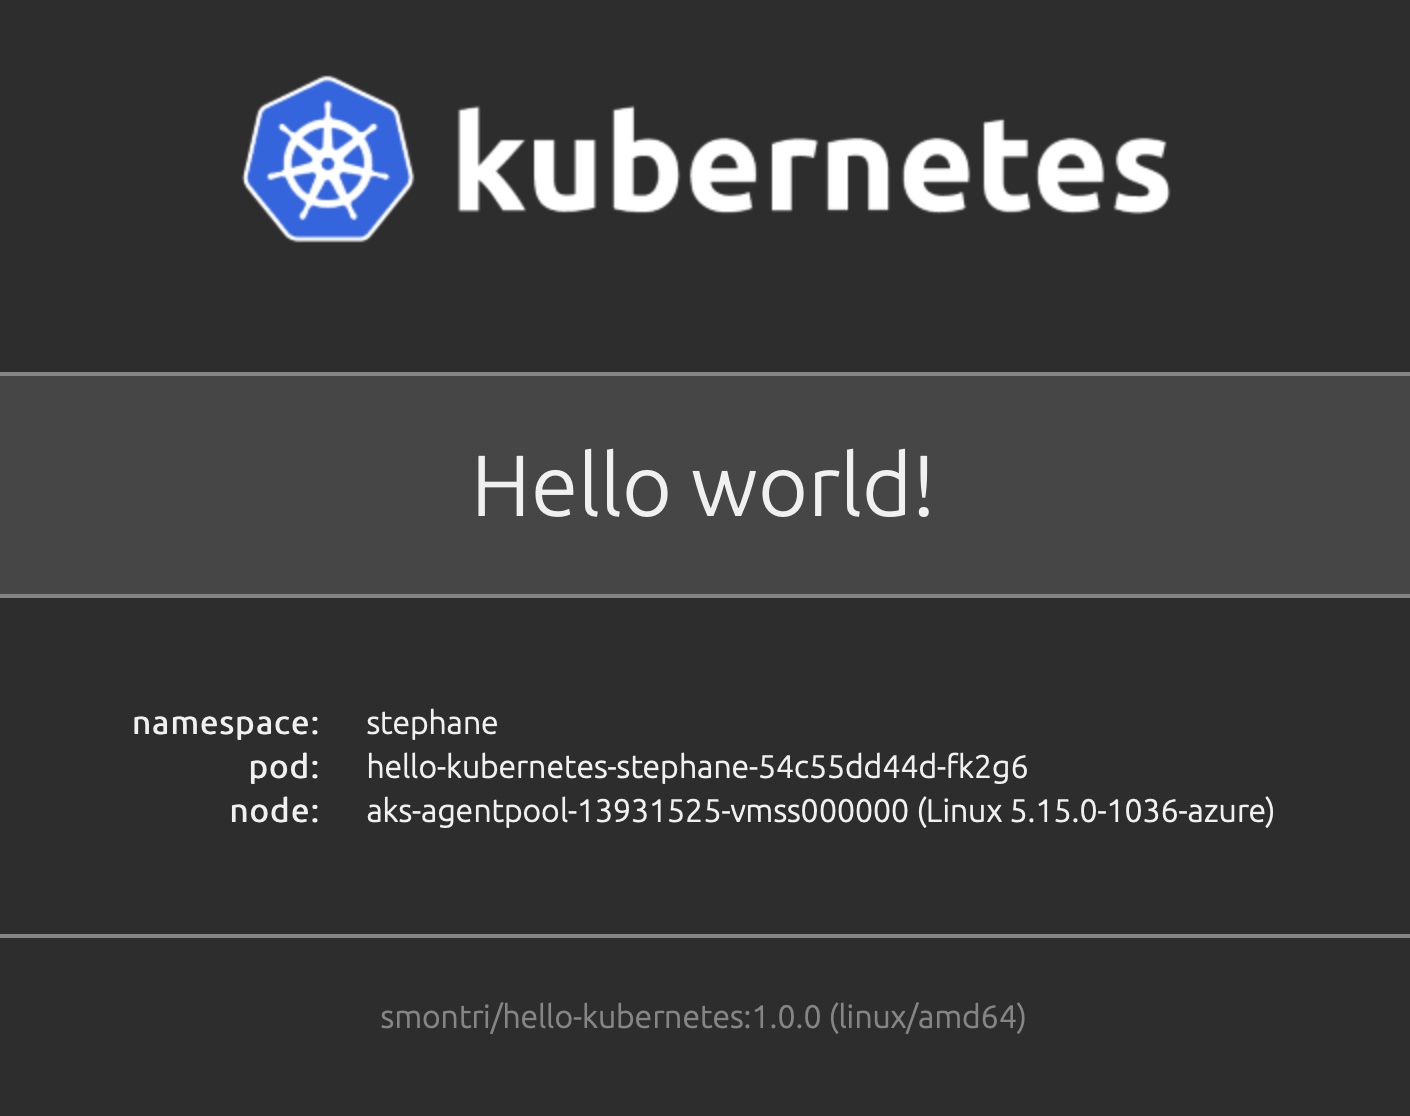 kubernetes
Hello world!
namespace: stephane
pod: hello-kubernetes-stephane-54c55dd44d-fk2g6
node: aks-agentpool-13931525-vmss000000 (Linux 5.15.0-1036-azure)
smontri/hello-kubernetes:1.0.0 (linux/amd64)